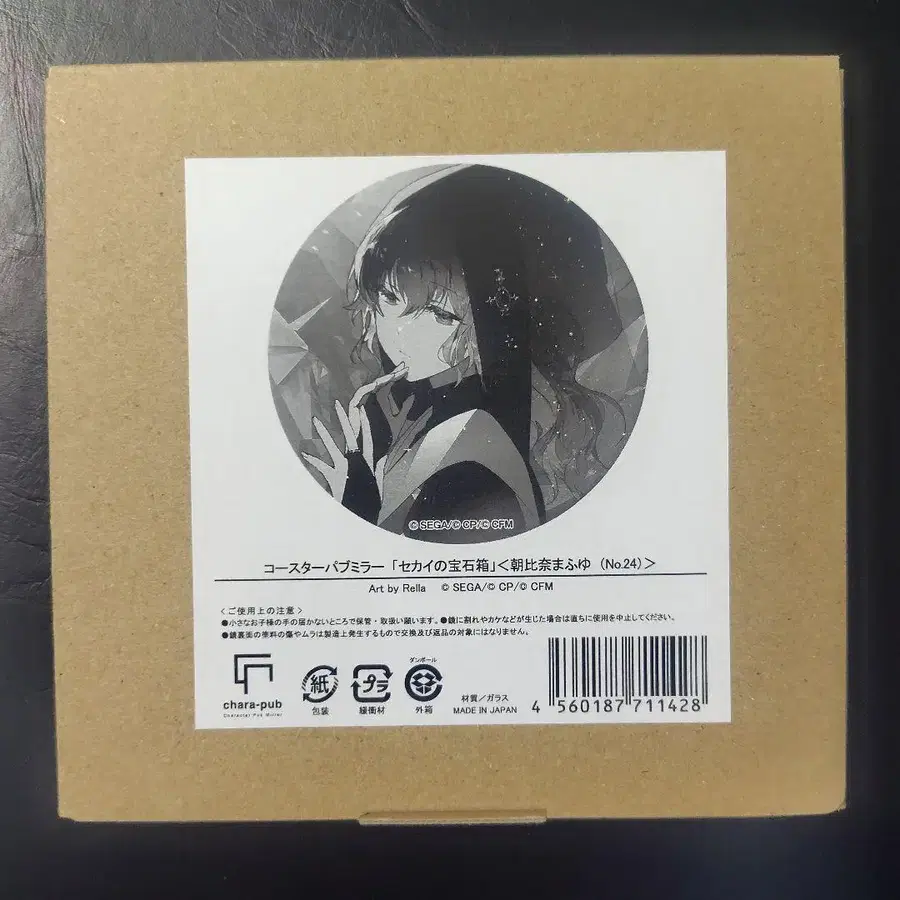 © SEGA/© CP/© CFM
コースターパブミラー「セカイの宝石箱」＜朝比奈まふゆ（No.24）＞
Art by Rella　© SEGA/© CP/© CFM
＜ご使用上の注意＞
●小さなお子様の手の届かないところで保管・取扱い願います。●鏡に割れやカケなどが生じた場合は直ちに使用を中止してください。
●鏡裏面の塗料の傷やムラは製造上発生するもので交換及び返品の対象にはなりません。
chara-pub
Character Pub Mirror
紙
包装
プラ
緩衝材
ダンボール
外箱
材質／ガラス
MADE IN JAPAN
4 560187 711428